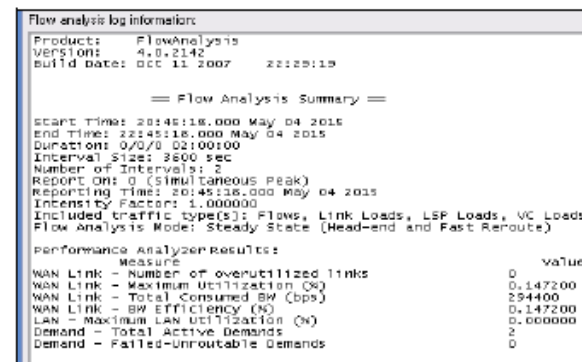 Flow analysis log information:
Product: FlowAnalysis
Version: 4.0.2142
Build Date: Oct 11 2007 22:29:19
== Flow Analysis Summary ==
Start Time: 20:45:18.000 May 04 2015
End Time: 22:45:18.000 May 04 2015
Duration: 0/0/0 02:00:00
Interval Size: 3600 sec
Number of Intervals: 2
Report On: 0 (Simultaneous Peak)
Reporting Time: 20:45:18.000 May 04 2015
Intensity Factor: 1.000000
Included traffic type(s): Flows, Link Loads, LSP Loads, VC Loads
Flow Analysis Mode: Steady State (Head-end and Fast Reroute)
Performance Analyzer Results:
Measure Value
WAN Link - Number of overutilized links 0
WAN Link - Maximum Utilization (%) 0.147200
WAN Link - Total Consumed BW (bps) 294400
WAN Link - BW Efficiency (%) 0.147200
LAN - Maximum LAN Utilization (%) 0.000000
Demand - Total Active Demands 2
Demand - Failed-Unroutable Demands 0